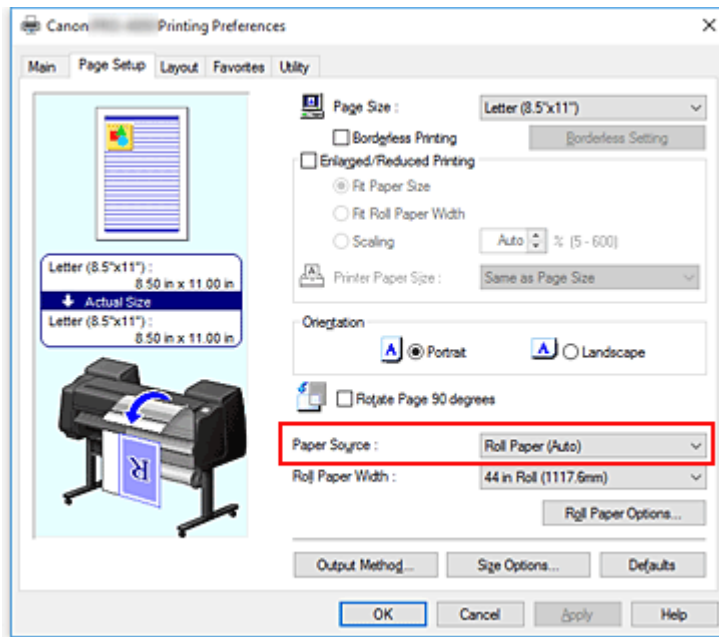 Canon Printing Preferences
Main Page Setup Layout Favorites Utility
Page Size : Letter (8.5"x11")
Borderless Printing Borderless Setting
Enlarged/Reduced Printing
Fit Paper Size
Fit Roll Paper Width
Scaling Auto % (5 - 600)
Printer Paper Size : Same as Page Size
Letter (8.5"x11") :
8.50 in x 11.00 in
Actual Size
Letter (8.5"x11") :
8.50 in x 11.00 in
Orientation
A Portrait A Landscape
Rotate Page 90 degrees
Paper Source : Roll Paper (Auto)
Roll Paper Width : 44 in Roll (1117.6mm)
Roll Paper Options...
R
Output Method... Size Options... Defaults
OK Cancel Apply Help